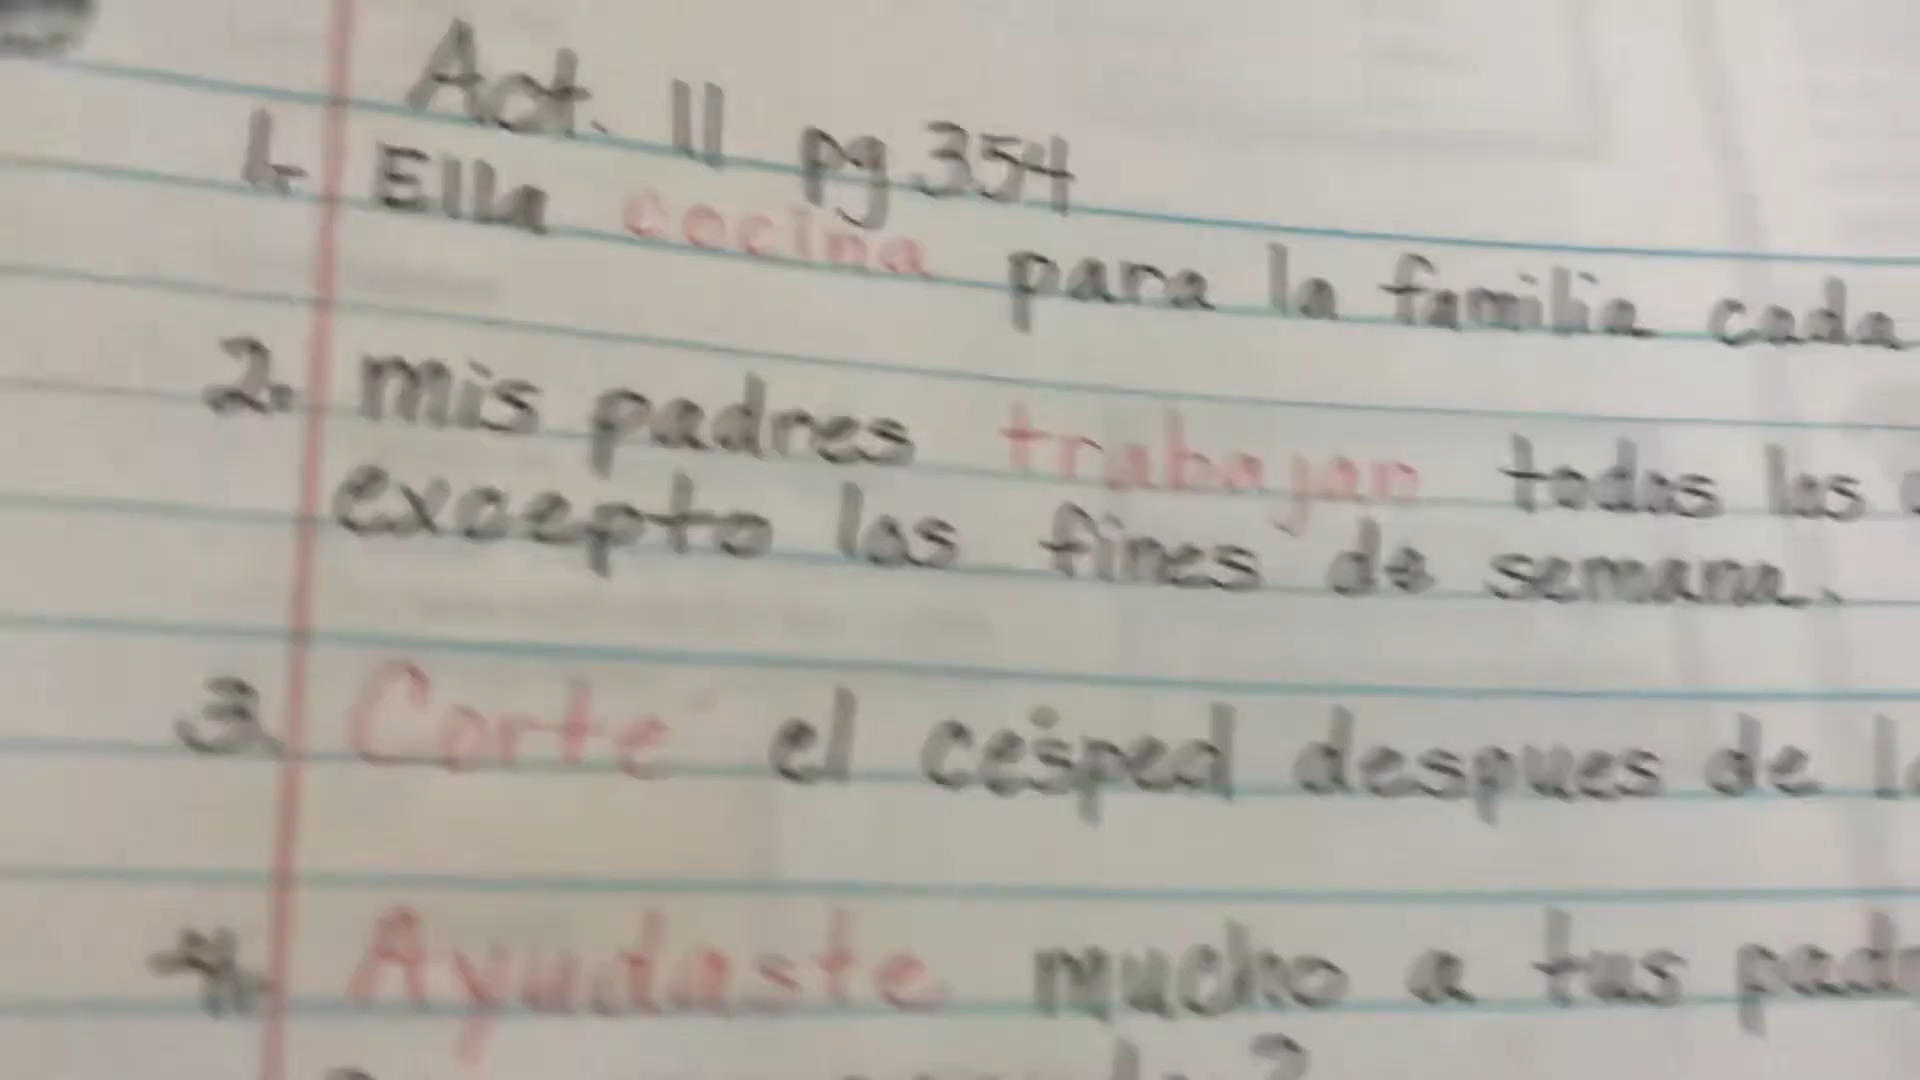 Act. 11 pg 354
1. Ella cocina para la familia cada
2. mis padres trabajan todos los
excepto los fines de semana.
3. Corté el cesped despues de
4. Ayudaste mucho a tus